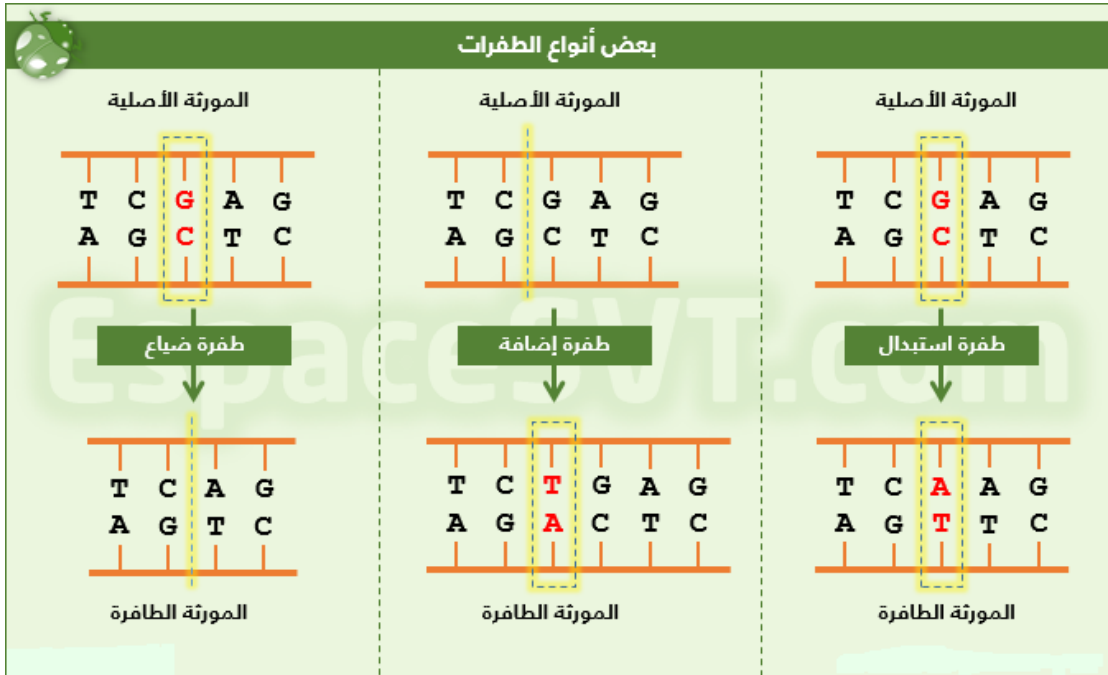 بعض أنواع الطفرات
المورثة الأصلية
T C G A G
A G C T C
طفرة استبدال
T C A A G
A G T T C
المورثة الطافرة
المورثة الأصلية
T C G A G
A G C T C
طفرة إضافة
T C T G A G
A G A C T C
المورثة الطافرة
المورثة الأصلية
T C G A G
A G C T C
طفرة ضياع
T C A G
A G T C
المورثة الطافرة
EspaceSVT.com